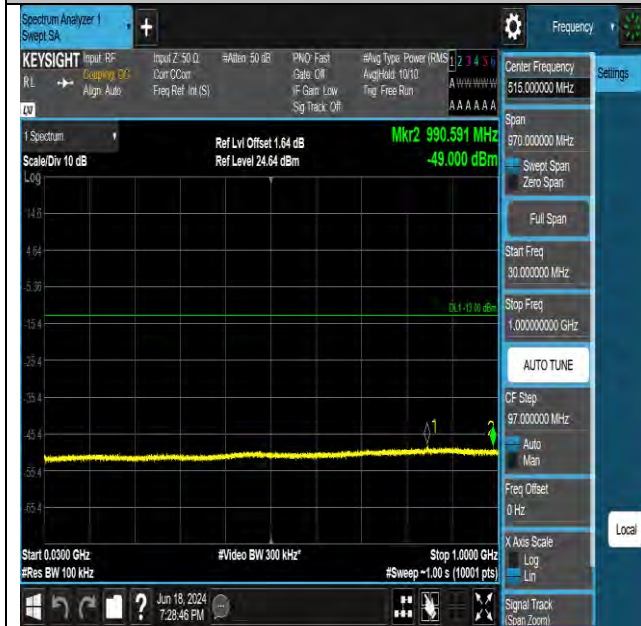 Spectrum Analyzer 1
Swept SA
+
Frequency
KEYSIGHT
Input: RF
Coupling: DC
Align: Auto
Input Z: 50 Ω
Corr CCorr
Freq Ref: Int (S)
#Atten: 50 dB
PNO: Fast
Gate: Off
IF Gain: Low
Sig Track: Off
#Avg Type: Power (RMS
Avg|Hold: 10/10
Trig: Free Run
1 2 3 4 5 6
A W W W W W
A A A A A A
RL
LV
1 Spectrum
Scale/Div 10 dB
Ref Lvl Offset 1.64 dB
Ref Level 24.64 dBm
Mkr2 990.591 MHz
-49.000 dBm
Log
14.6
4.64
-5.36
-15.4
-25.4
-35.4
-45.4
-55.4
-65.4
DL1 -13.00 dBm
1
2
Start 0.0300 GHz
#Res BW 100 kHz
#Video BW 300 kHz*
Stop 1.0000 GHz
#Sweep ~1.00 s (10001 pts)
Jun 18, 2024
7:28:46 PM
Center Frequency
515.000000 MHz
Settings
Span
970.000000 MHz
Swept Span
Zero Span
Full Span
Start Freq
30.000000 MHz
Stop Freq
1.000000000 GHz
AUTO TUNE
CF Step
97.000000 MHz
Auto
Man
Freq Offset
0 Hz
X Axis Scale
Log
Lin
Local
Signal Track
(Span Zoom)